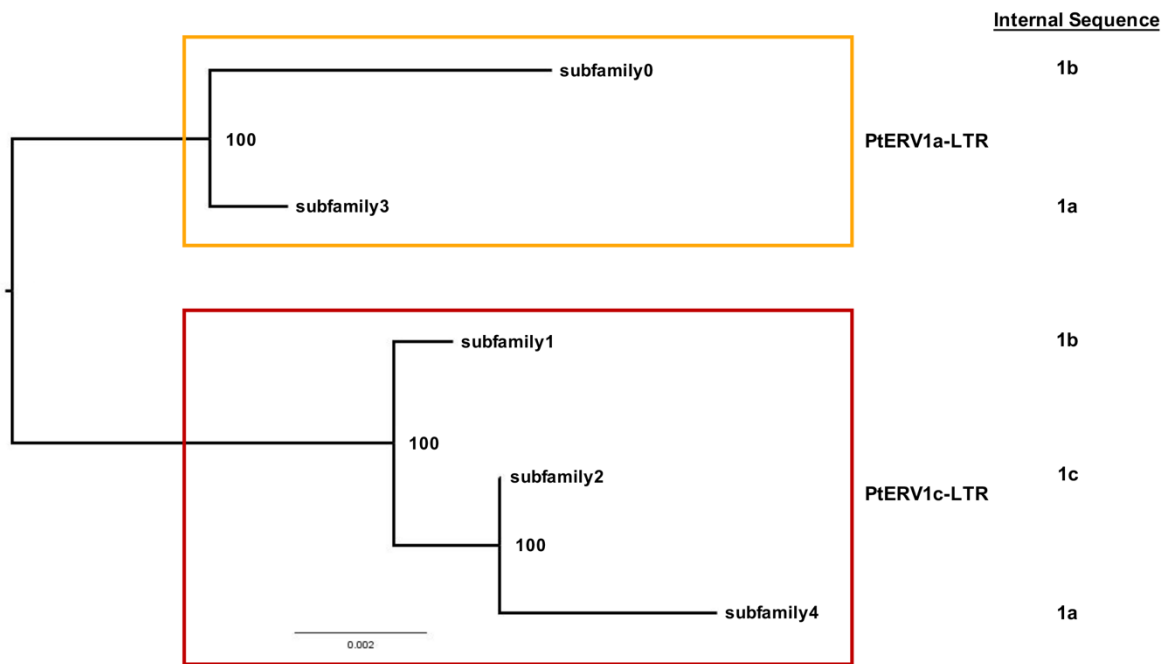 Internal Sequence
subfamily0
1b
100
PtERV1a-LTR
subfamily3
1a
subfamily1
1b
100
subfamily2
1c
PtERV1c-LTR
100
subfamily4
1a
0.002